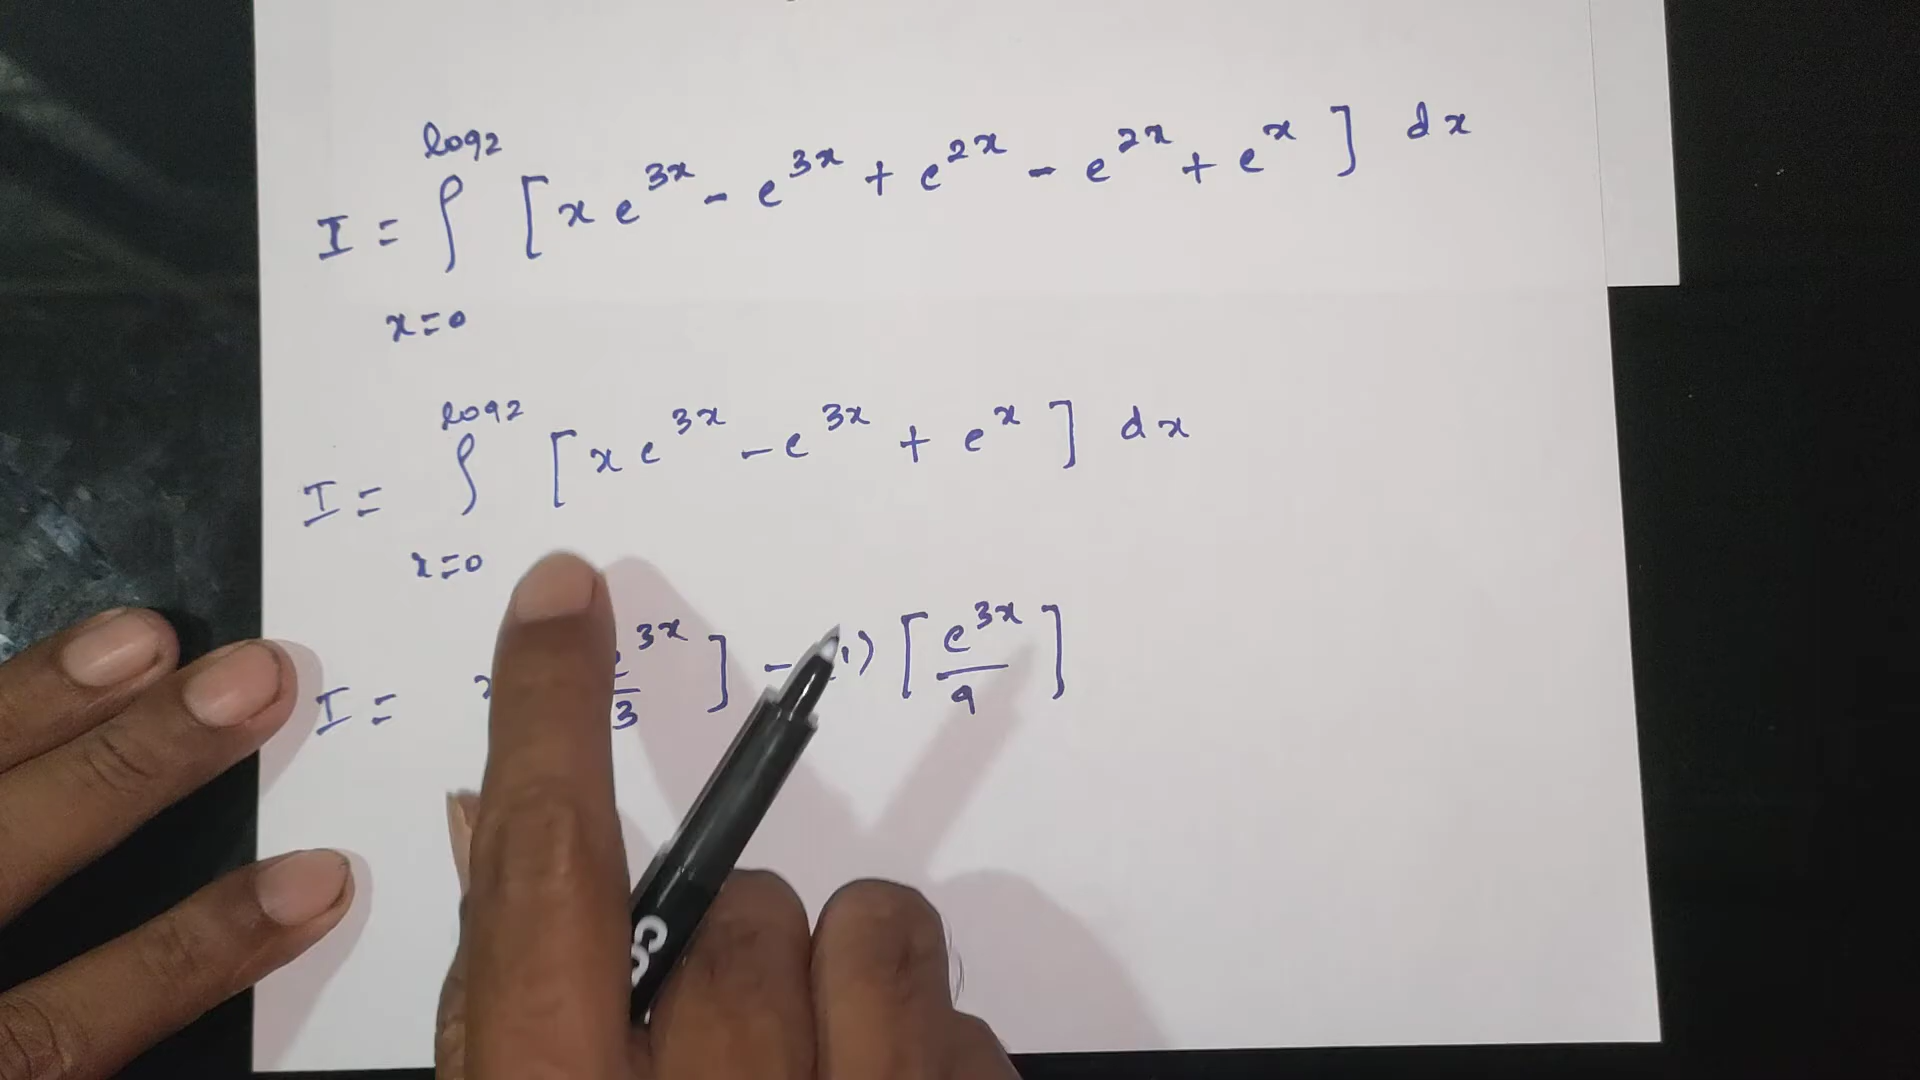 log2
I = ∫ [x e^{3x} - e^{3x} + e^{2x} - e^{2x} + e^{x}] dx
x=0
log2
I = ∫ [x e^{3x} - e^{3x} + e^{x}] dx
x=0
I = e^{3x}/3] - 1) [e^{3x}/9]